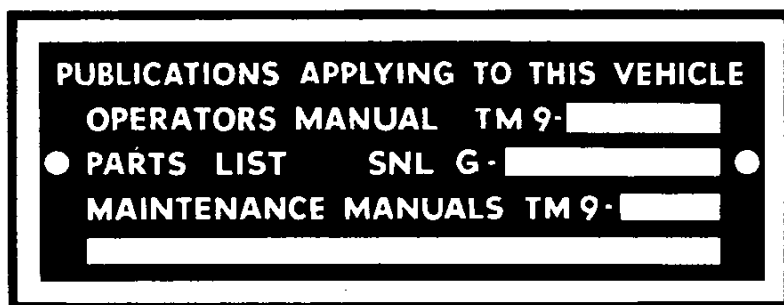 PUBLICATIONS APPLYING TO THIS VEHICLE
OPERATORS MANUAL TM 9-
PARTS LIST SNL G-
MAINTENANCE MANUALS TM 9-